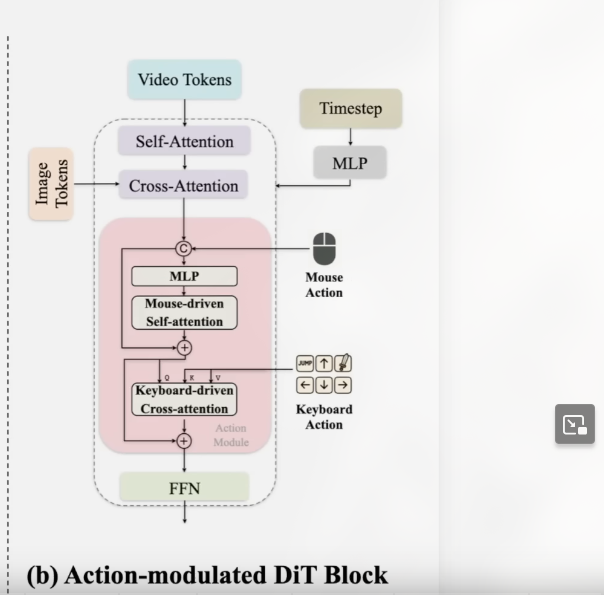 Video Tokens
Timestep
Self-Attention
MLP
Image
Tokens
Cross-Attention
C
Mouse
Action
MLP
Mouse-driven
Self-attention
JUMP
Q K V
Keyboard-driven
Cross-attention
Keyboard
Action
Action
Module
FFN
(b) Action-modulated DiT Block